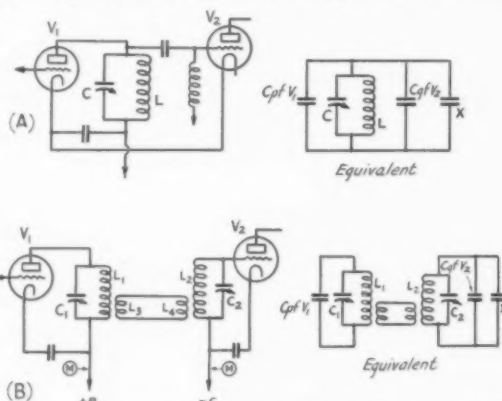 V₁
V₂
C
L
(A)
CpfV₁
C
L
CgfV₂
X
Equivalent
V₁
V₂
L₁
C₁
L₃
L₄
L₂
C₂
M
M
(B)
CpfV₁
C₁
L₁
L₂
C₂
CgfV₂
Equivalent